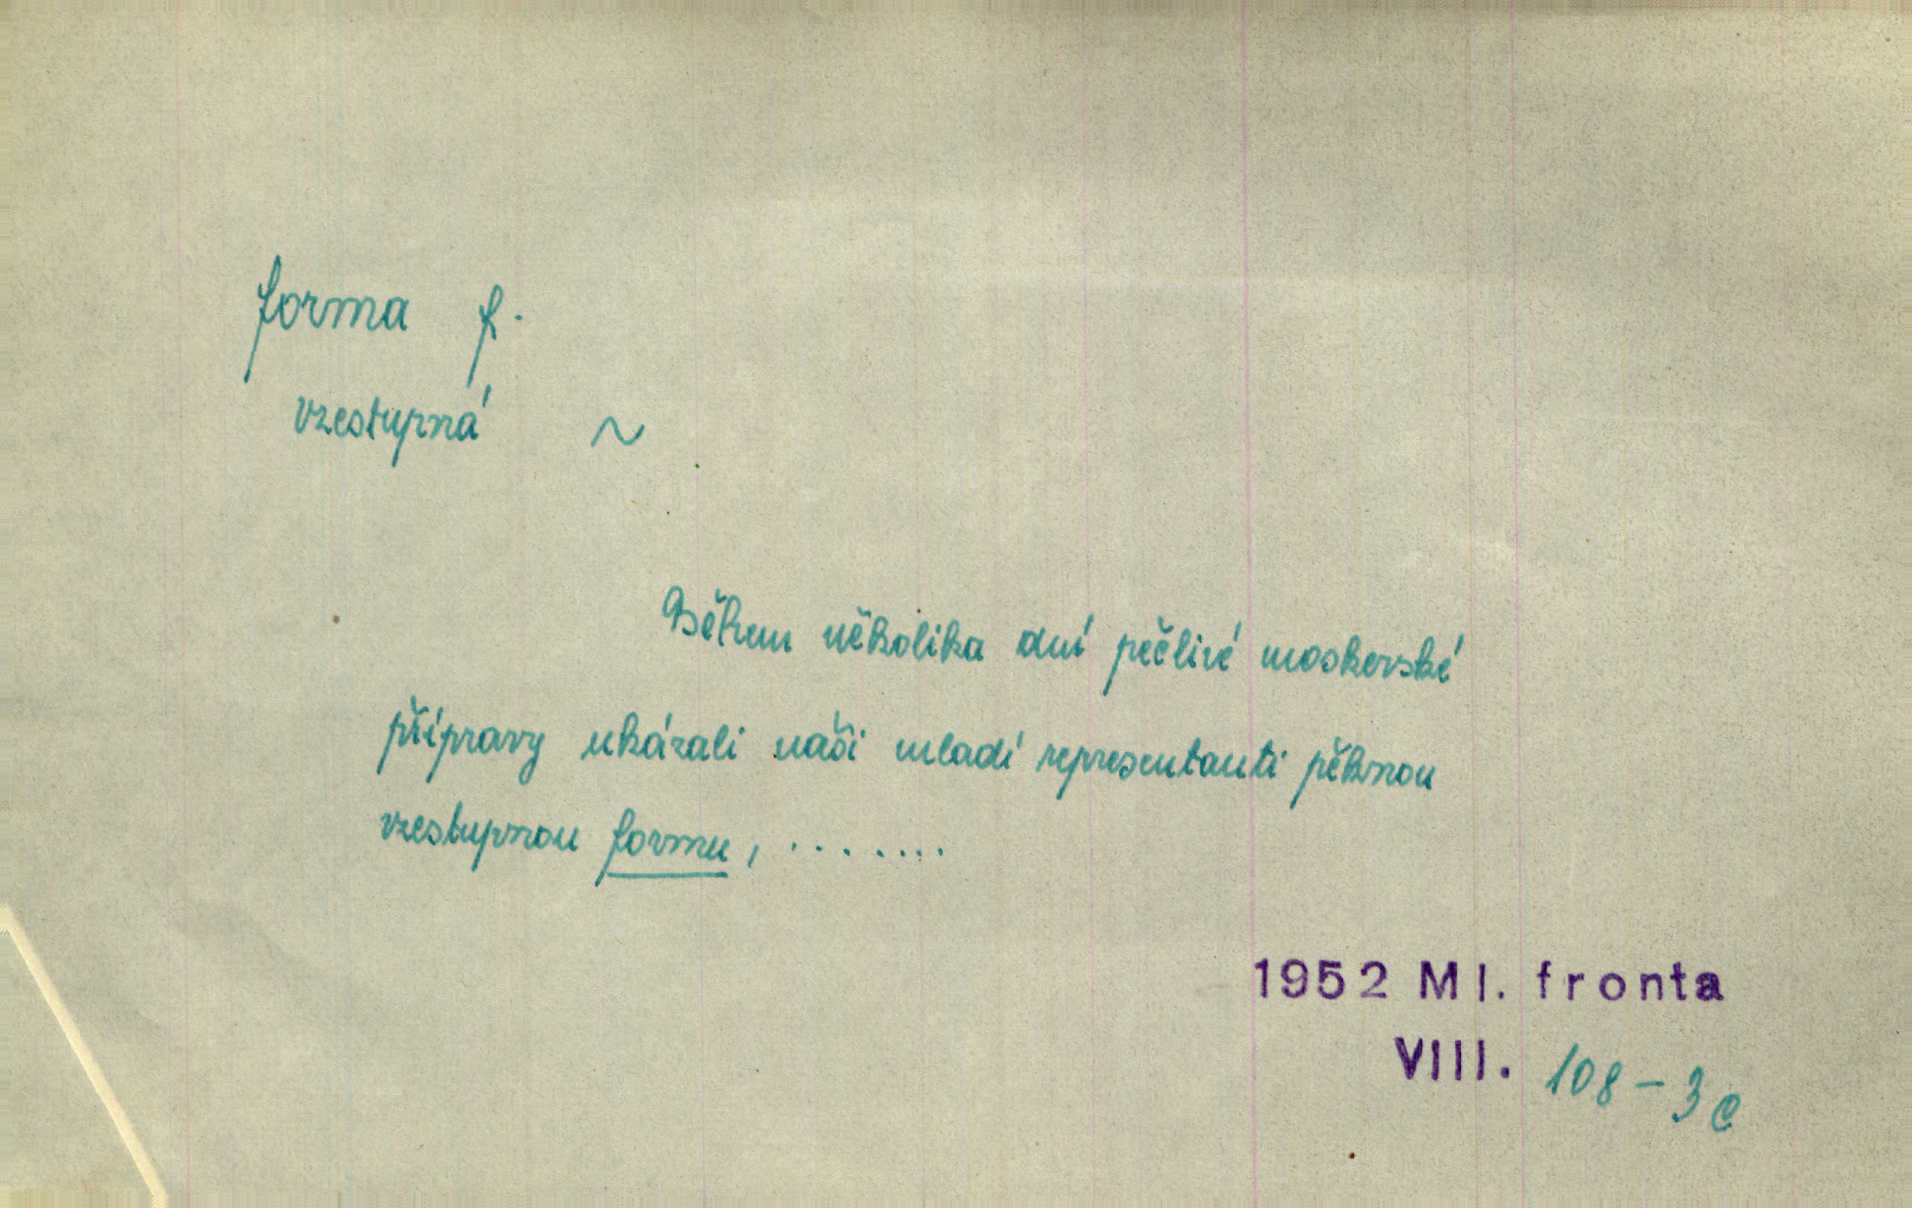 forma f.
vzestupná ~
Během několika dní pečlivé moskevské
přípravy ukázali naši mladí representanti pěknou
vzestupnou formu, ........
1952 Ml. fronta
VIII. 108-3c